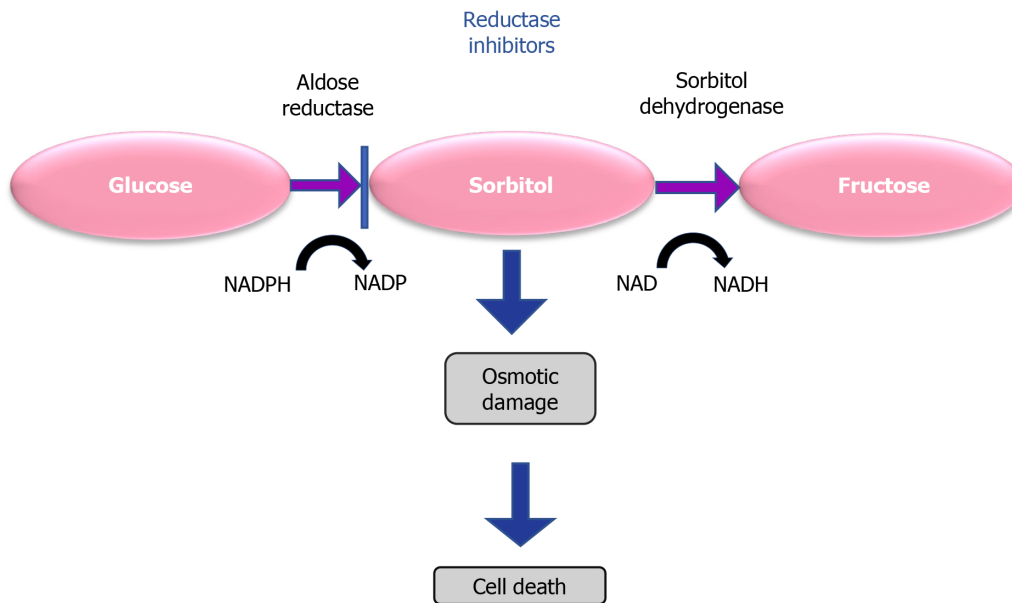 Reductase
inhibitors
Aldose
reductase
Sorbitol
dehydrogenase
Glucose
Sorbitol
Fructose
NADPH
NADP
NAD
NADH
Osmotic
damage
Cell death